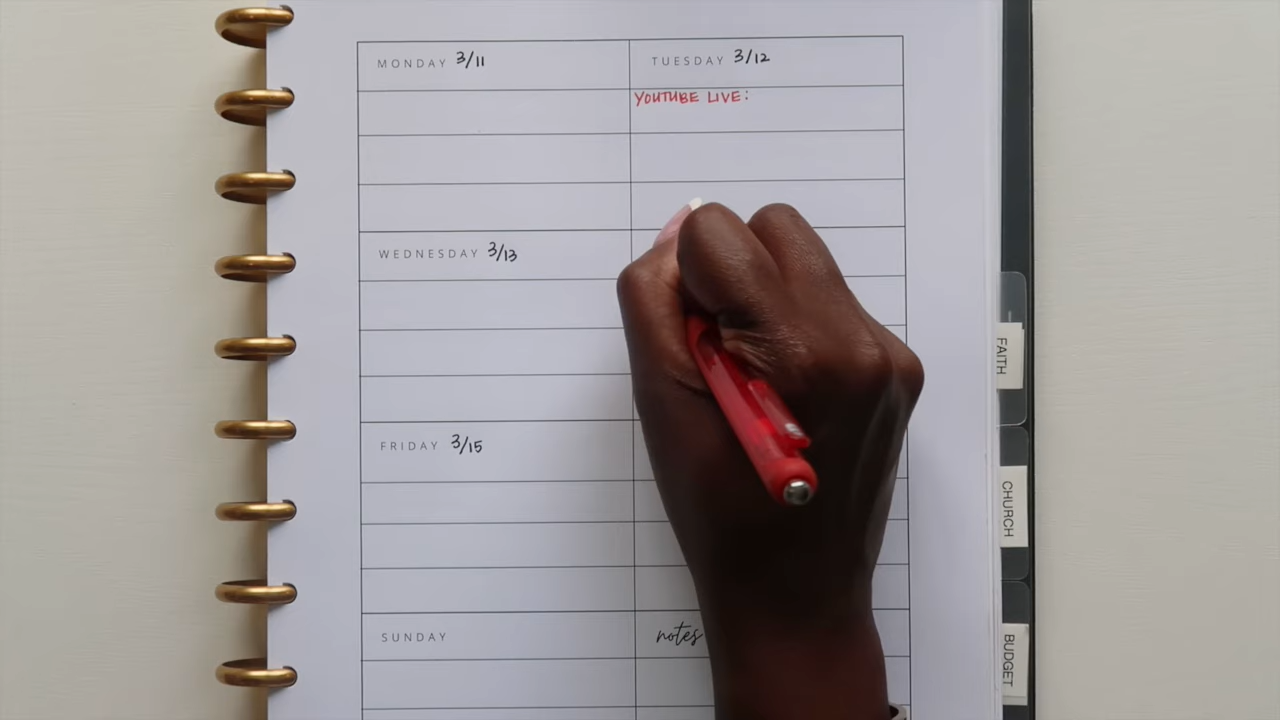 MONDAY 3/11
TUESDAY 3/12
YOUTUBE LIVE:
WEDNESDAY 3/13
FRIDAY 3/15
SUNDAY
notes
FAITH
CHURCH
BUDGET